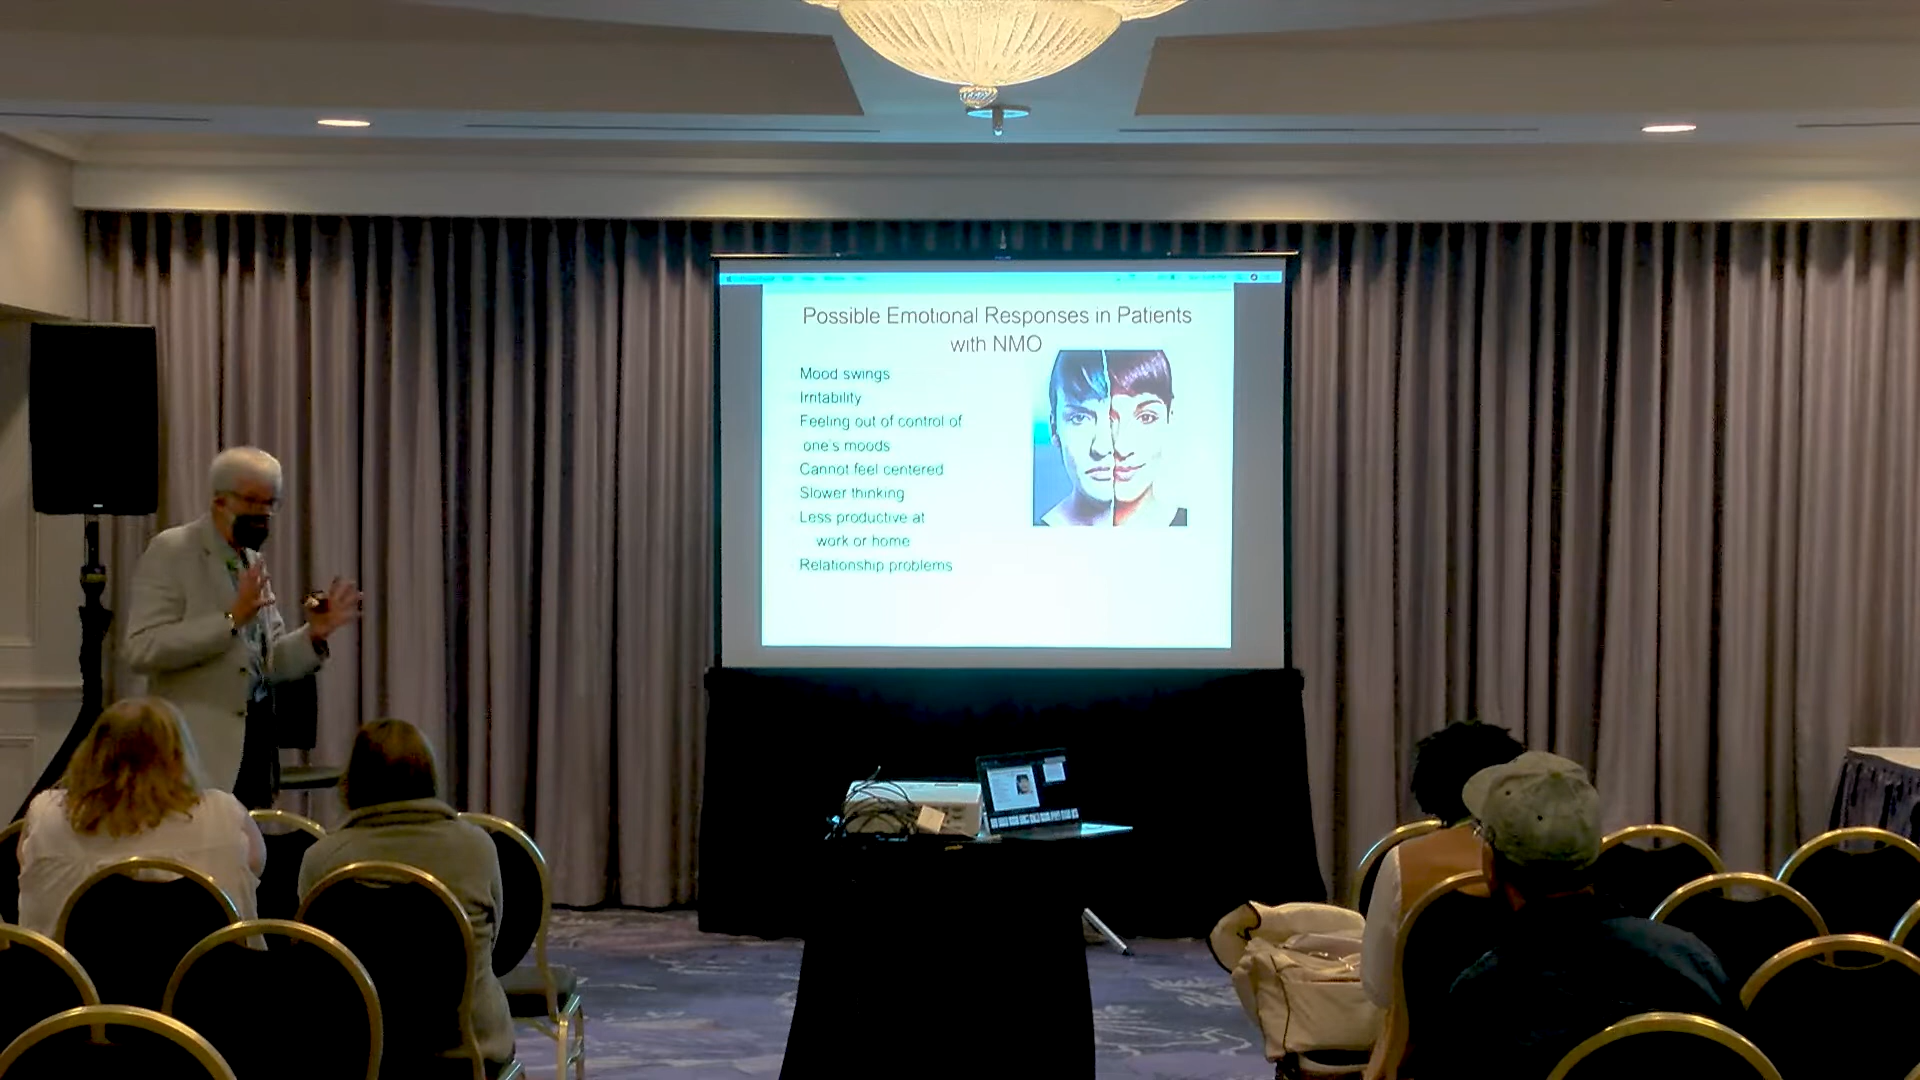 Possible Emotional Responses in Patients
with NMO
Mood swings
Irritability
Feeling out of control of
one's moods
Cannot feel centered
Slower thinking
Less productive at
work or home
Relationship problems